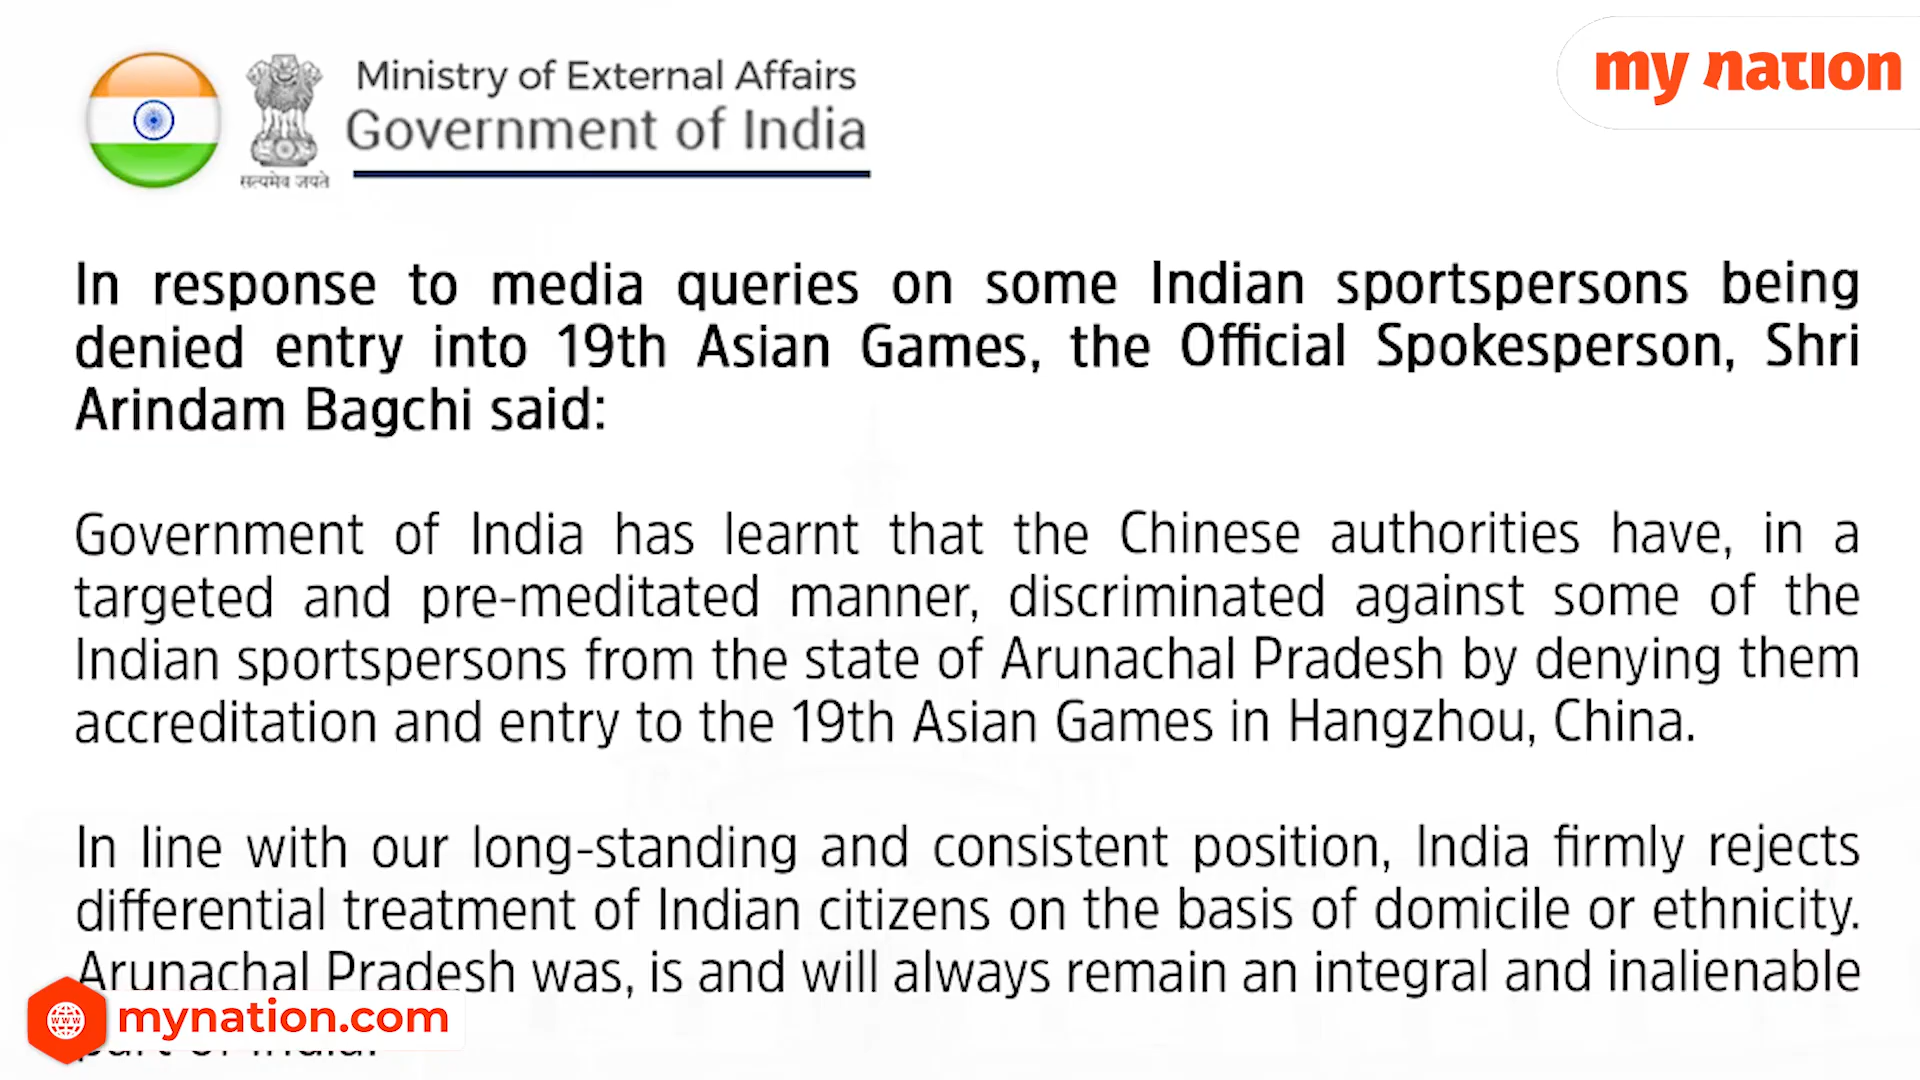 my nation
Ministry of External Affairs
Government of India
सत्यमेव जयते
In response to media queries on some Indian sportspersons being
denied entry into 19th Asian Games, the Official Spokesperson, Shri
Arindam Bagchi said:
Government of India has learnt that the Chinese authorities have, in a
targeted and pre-meditated manner, discriminated against some of the
Indian sportspersons from the state of Arunachal Pradesh by denying them
accreditation and entry to the 19th Asian Games in Hangzhou, China.
In line with our long-standing and consistent position, India firmly rejects
differential treatment of Indian citizens on the basis of domicile or ethnicity.
Arunachal Pradesh was, is and will always remain an integral and inalienable
part of India.
www
mynation.com